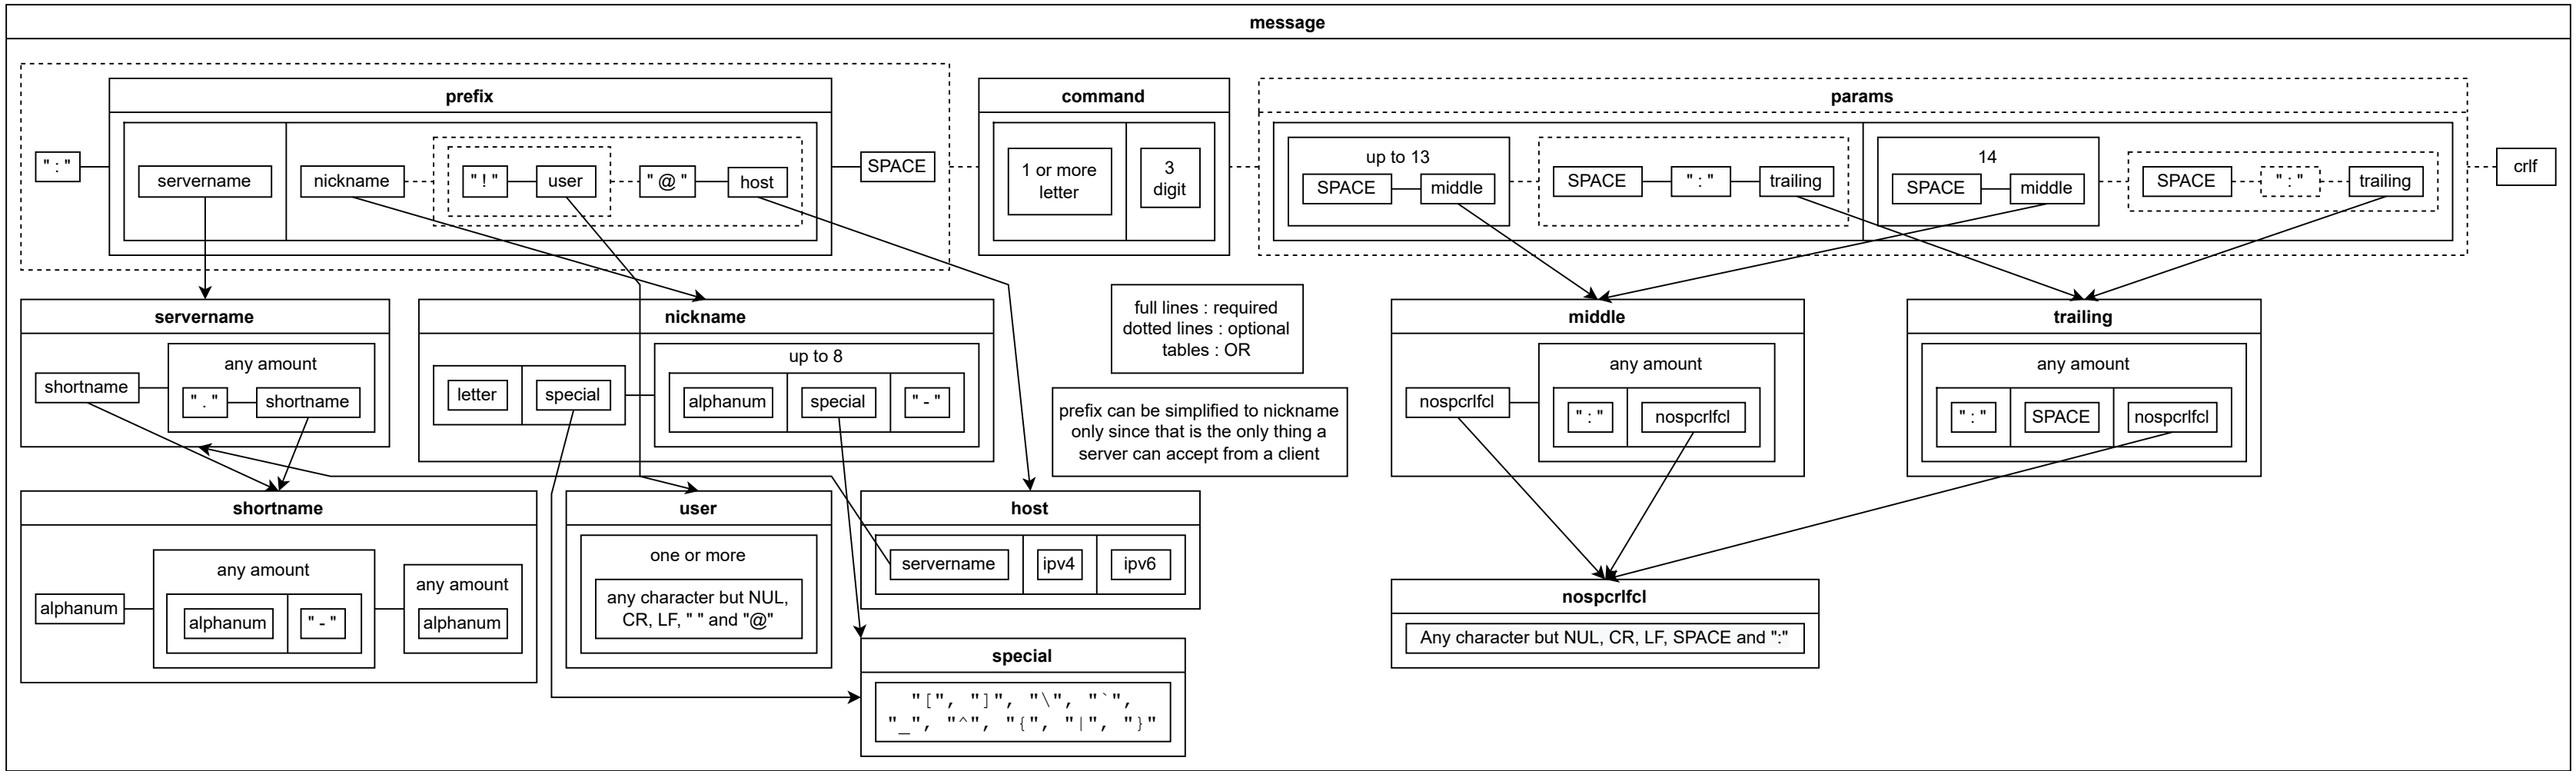 message
prefix
command
params
" : "
servername
nickname
" ! "
user
" @ "
host
SPACE
1 or more
letter
3
digit
up to 13
SPACE
middle
SPACE
" : "
trailing
14
SPACE
middle
SPACE
" : "
trailing
crlf
servername
shortname
any amount
" . "
shortname
nickname
letter
special
up to 8
alphanum
special
" - "
full lines : required
dotted lines : optional
tables : OR
prefix can be simplified to nickname
only since that is the only thing a
server can accept from a client
middle
nospcrlfcl
any amount
" : "
nospcrlfcl
trailing
any amount
" : "
SPACE
nospcrlfcl
shortname
alphanum
any amount
alphanum
" - "
any amount
alphanum
user
one or more
any character but NUL,
CR, LF, " " and "@"
host
servername
ipv4
ipv6
special
"[", "]", "\", "`",
"_", "^", "{", "|", "}"
nospcrlfcl
Any character but NUL, CR, LF, SPACE and ":"